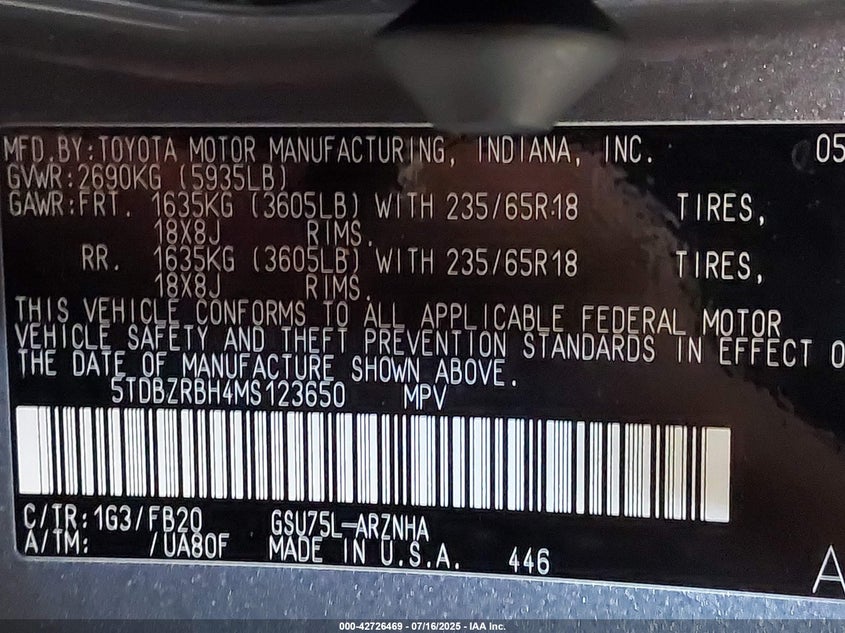 MFD.BY:TOYOTA MOTOR MANUFACTURING, INDIANA, INC. 05
GVWR:2690KG (5935LB)
GAWR:FRT. 1635KG (3605LB) WITH 235/65R18 TIRES,
18X8J RIMS.
RR. 1635KG (3605LB) WITH 235/65R18 TIRES,
18X8J RIMS.
THIS VEHICLE CONFORMS TO ALL APPLICABLE FEDERAL MOTOR
VEHICLE SAFETY AND THEFT PREVENTION STANDARDS IN EFFECT O
THE DATE OF MANUFACTURE SHOWN ABOVE.
5TDBZRBH4MS123650 MPV
C/TR:1G3/FB20 GSU75L-ARZNHA
A/TM: /UA80F MADE IN U.S.A. 446 A
000-42726469 - 07/16/2025 - IAA Inc.